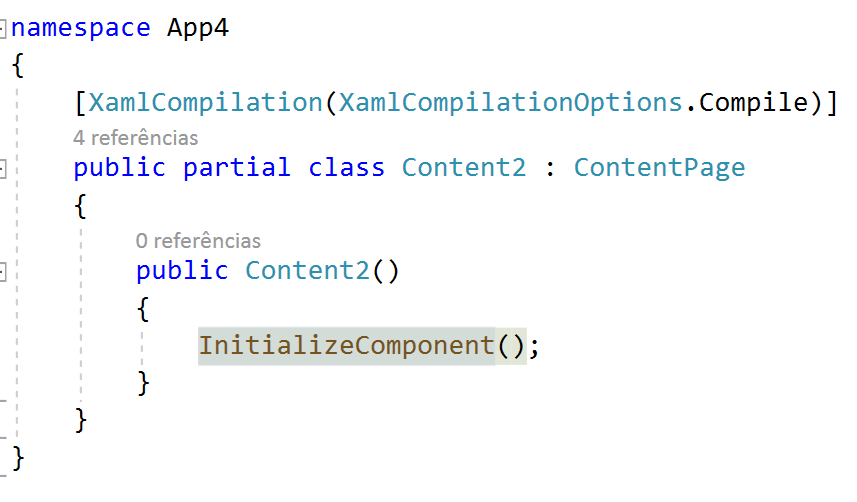 namespace App4
{
[XamlCompilation(XamlCompilationOptions.Compile)]
4 referências
public partial class Content2 : ContentPage
{
0 referências
public Content2()
{
InitializeComponent();
}
}
}